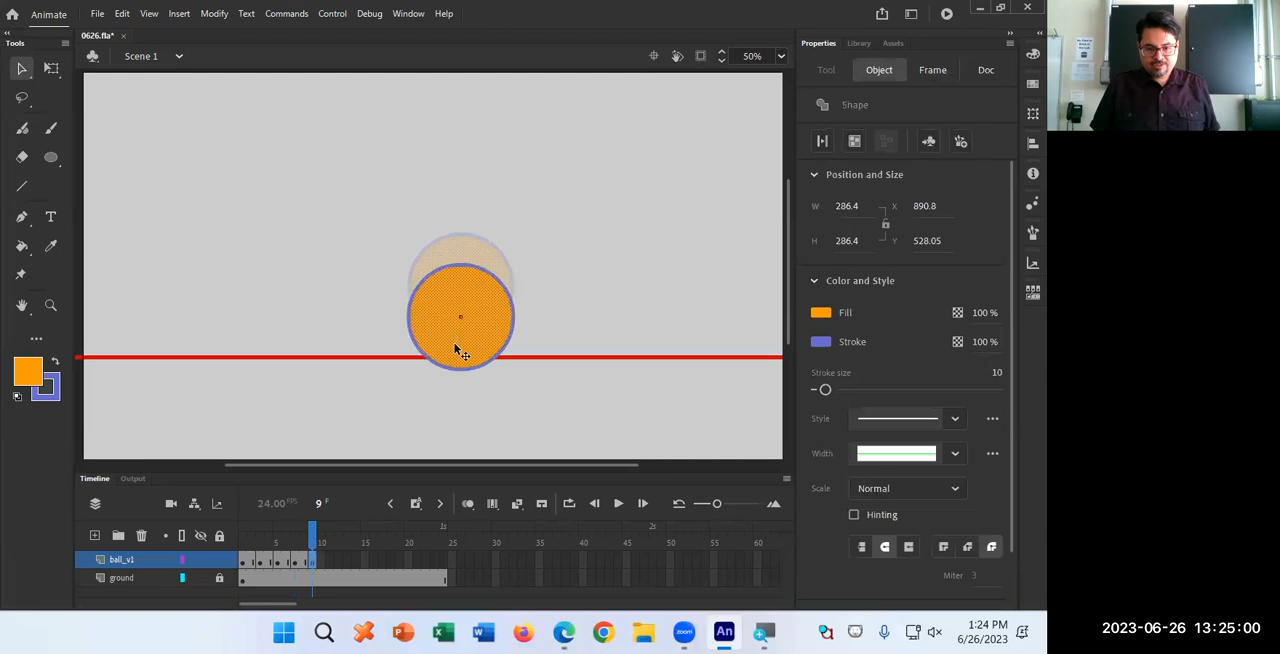 Animate File Edit View Insert Modify Text Commands Control Debug Window Help
0626.fla*
Tools
Scene 1
50%
Properties Library Assets
Tool Object Frame Doc
Shape
Position and Size
W 286.4 X 890.8
H 286.4 Y 528.05
Color and Style
Fill 100 %
Stroke 100 %
Stroke size 10
Style
Width
Scale Normal
Hinting
Miter 3
Timeline Output
24.00 FPS 9 F
1s 2s
5 10 15 20 25 30 35 40 45 50 55 60
ball_v1
ground
zoom
An
1:24 PM
6/26/2023
2023-06-26 13:25:00